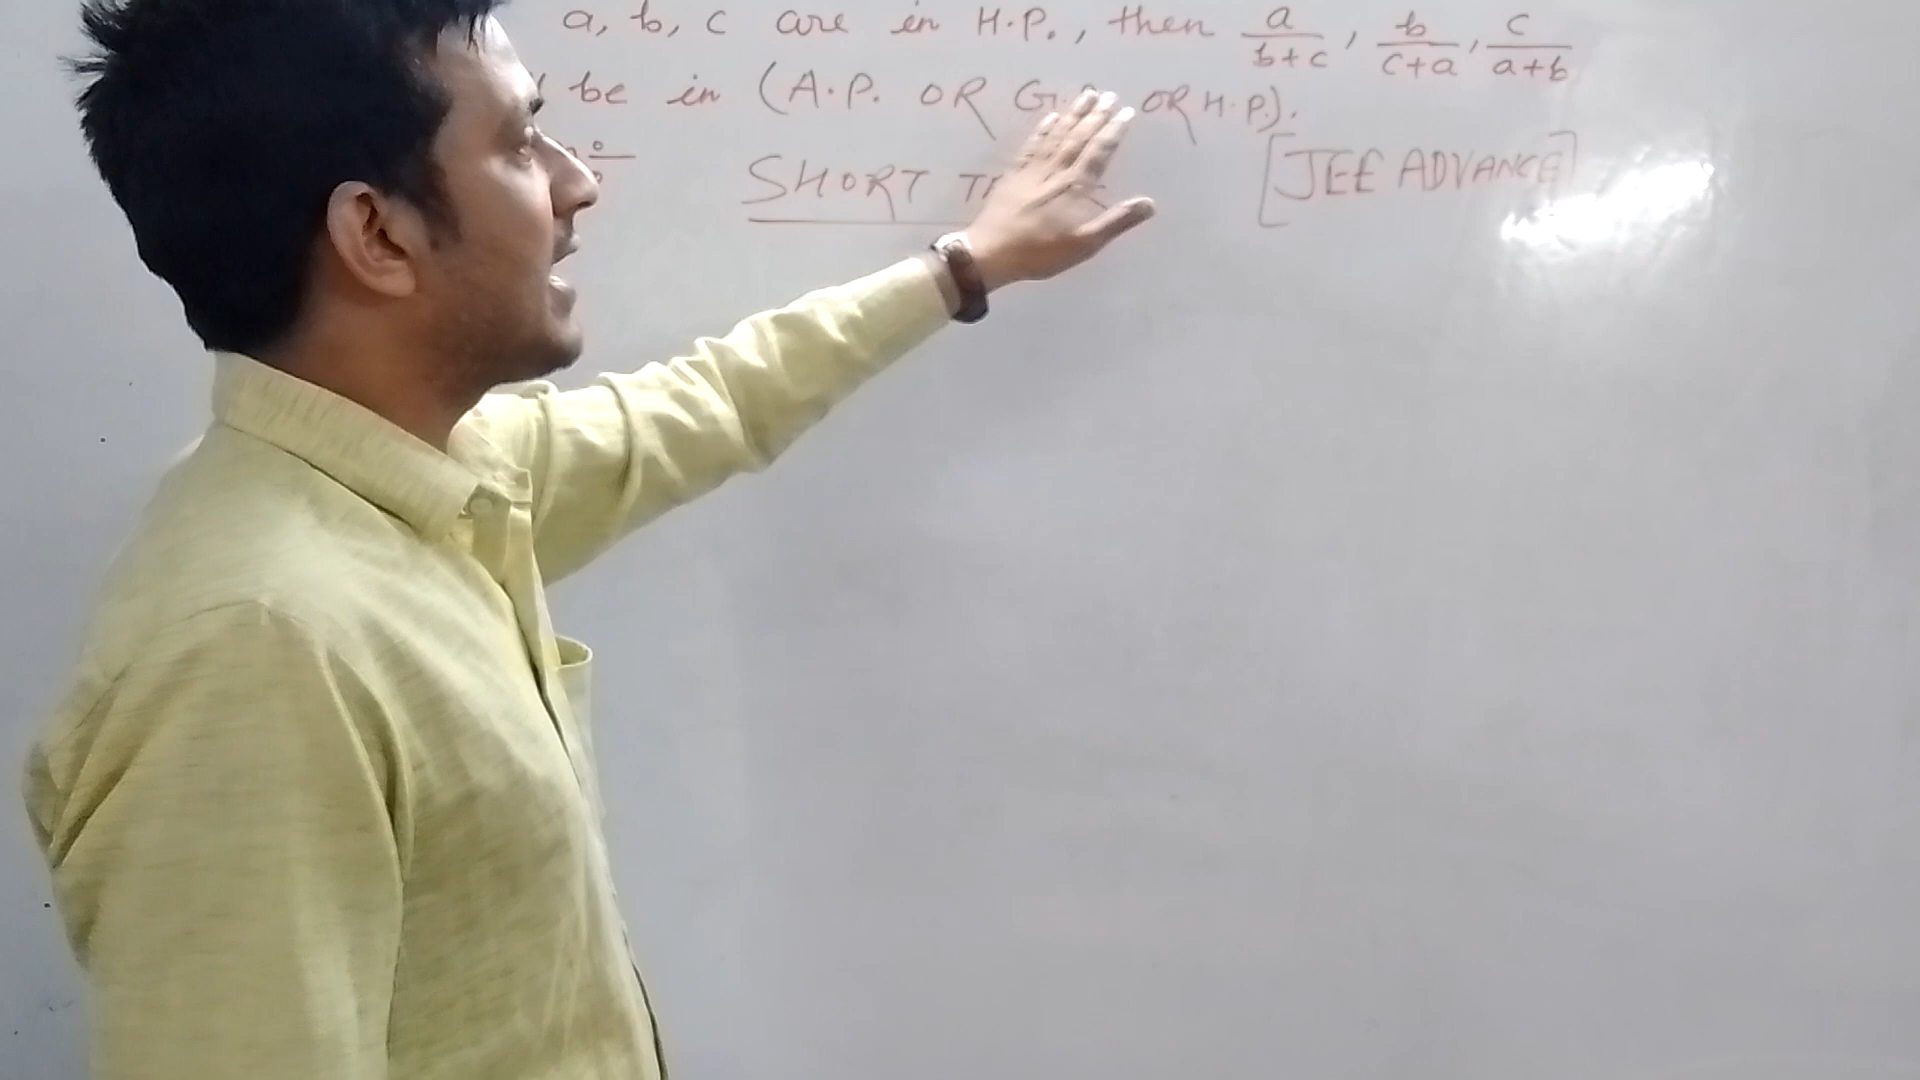 a, b, c are in H.P., then a/b+c, b/c+a, c/a+b
be in (A.P. OR G. OR H.P.).
SHORT
[JEE ADVANCE]